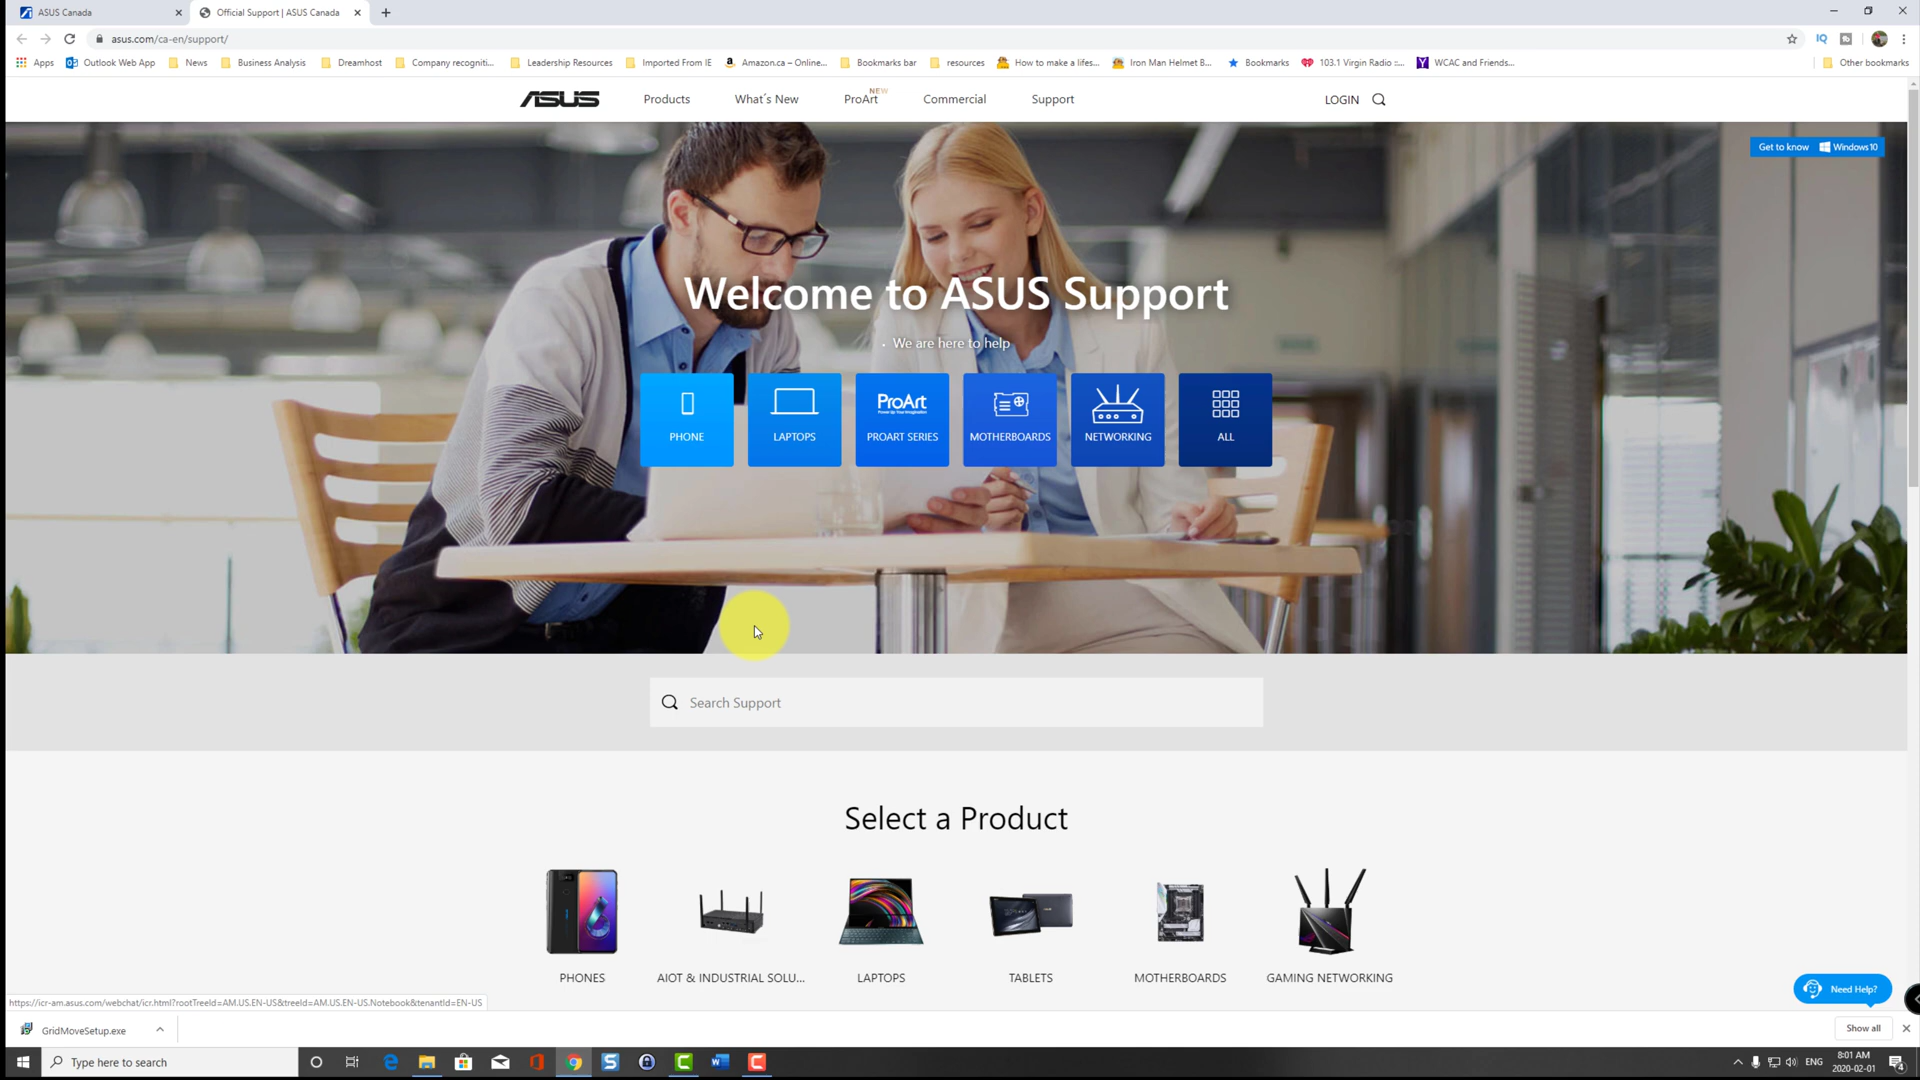 ASUS Canada
Official Support | ASUS Canada
asus.com/ca-en/support/
IQ
Apps
Outlook Web App
News
Business Analysis
Dreamhost
Company recogniti...
Leadership Resources
Imported From IE
Amazon.ca – Online...
Bookmarks bar
resources
How to make a lifes...
Iron Man Helmet B...
Bookmarks
103.1 Virgin Radio ::...
WCAC and Friends...
Other bookmarks
ASUS
Products
What´s New
ProArt NEW
Commercial
Support
LOGIN
Get to know Windows10
Welcome to ASUS Support
We are here to help
PHONE
LAPTOPS
ProArt
PROART SERIES
MOTHERBOARDS
NETWORKING
ALL
Search Support
Select a Product
PHONES
AIOT & INDUSTRIAL SOLU...
LAPTOPS
TABLETS
MOTHERBOARDS
GAMING NETWORKING
Need Help?
https://icr-am.asus.com/webchat/icr.html?rootTreeId=AM.US.EN-US&treeId=AM.US.EN-US.Notebook&tenantId=EN-US
GridMoveSetup.exe
Show all
Type here to search
ENG
8:01 AM
2020-02-01
4